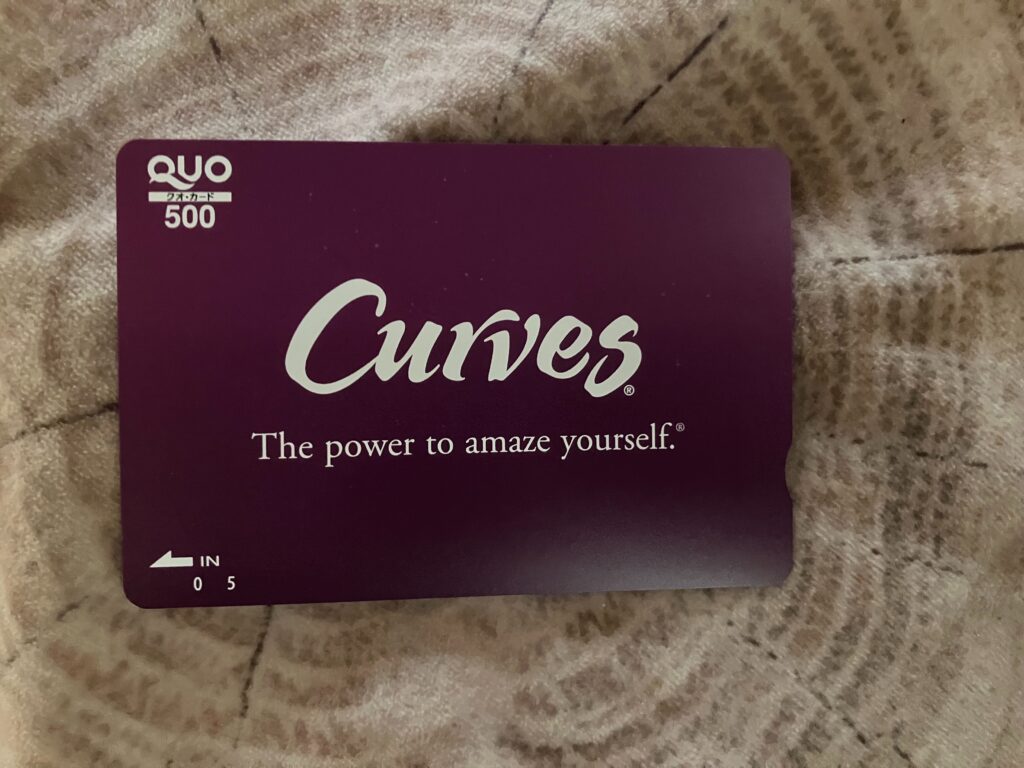 QUO
クオ・カード
500
Curves®
The power to amaze yourself.®
IN
0 5